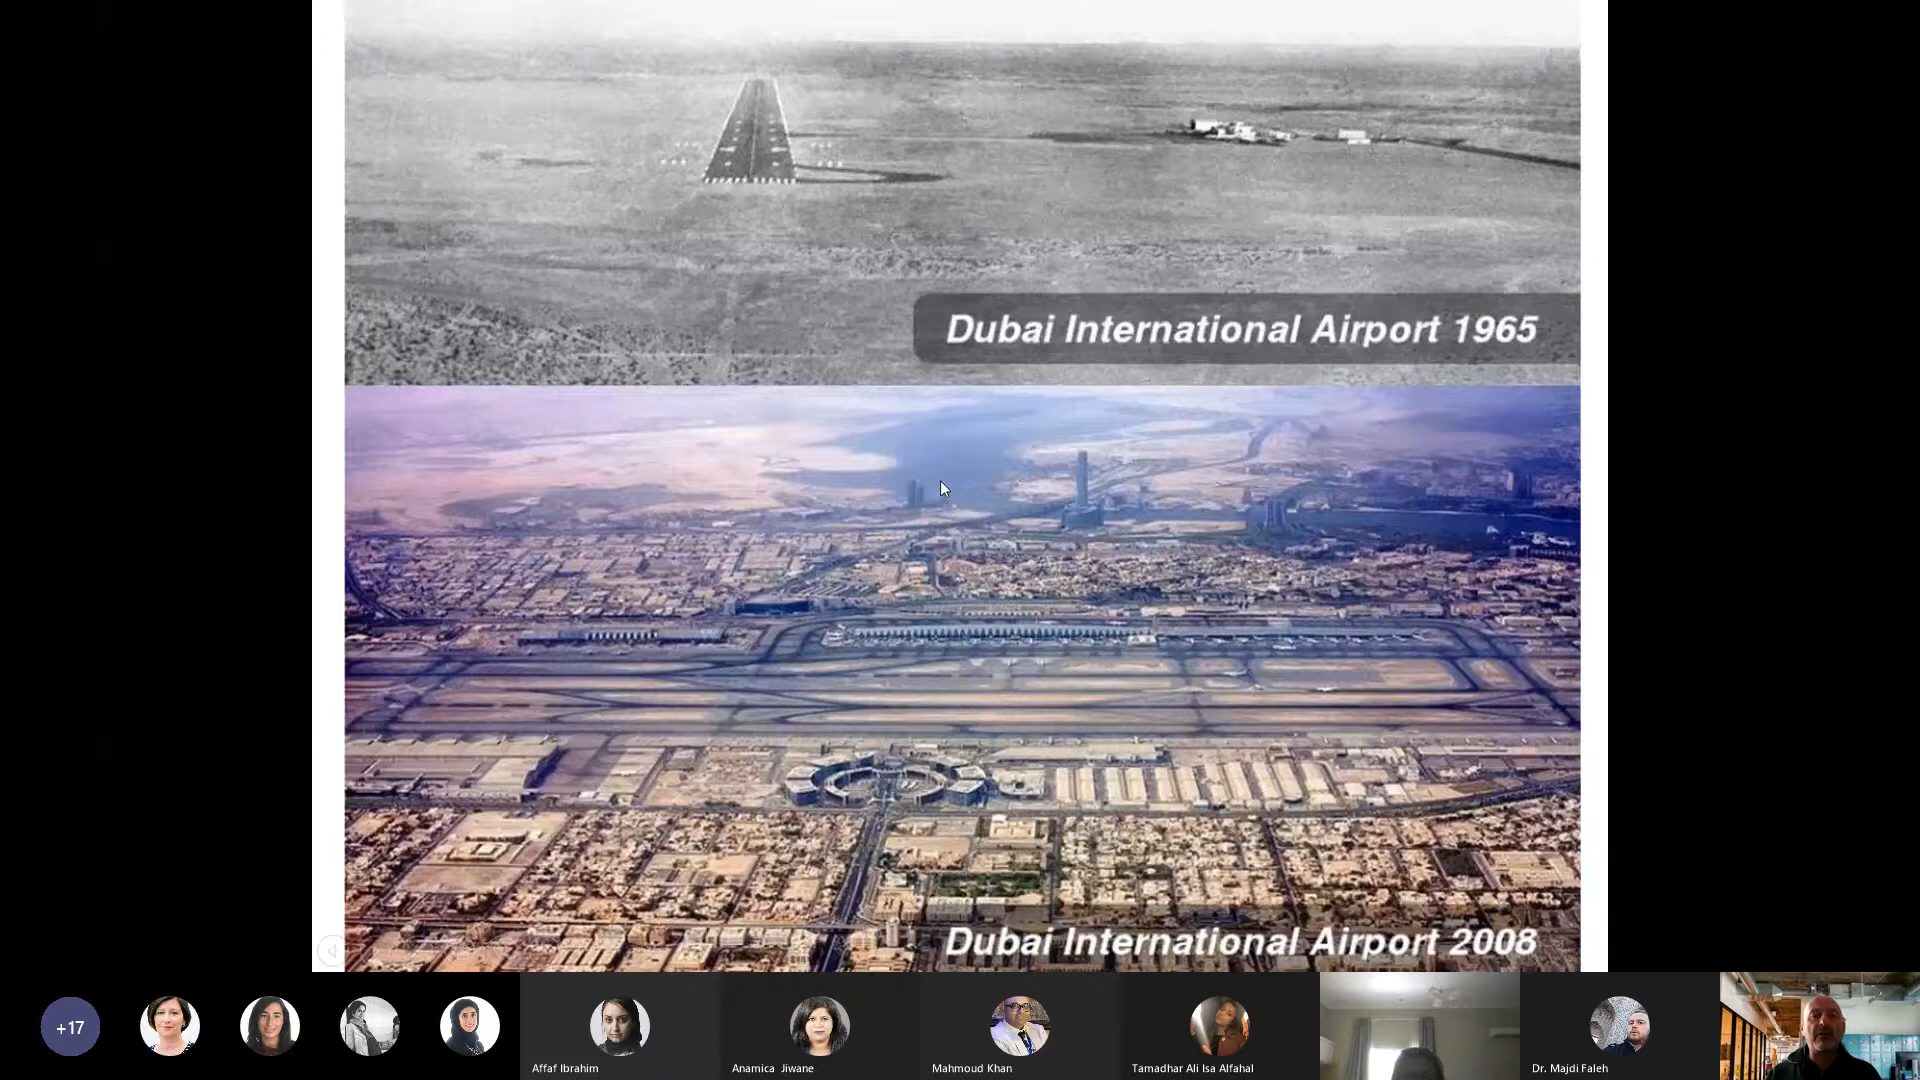 Dubai International Airport 1965
Dubai International Airport 2008
+17
Affaf Ibrahim
Anamica Jiwane
Mahmoud Khan
Tamadhar Ali Isa Alfahal
Dr. Majdi Faleh